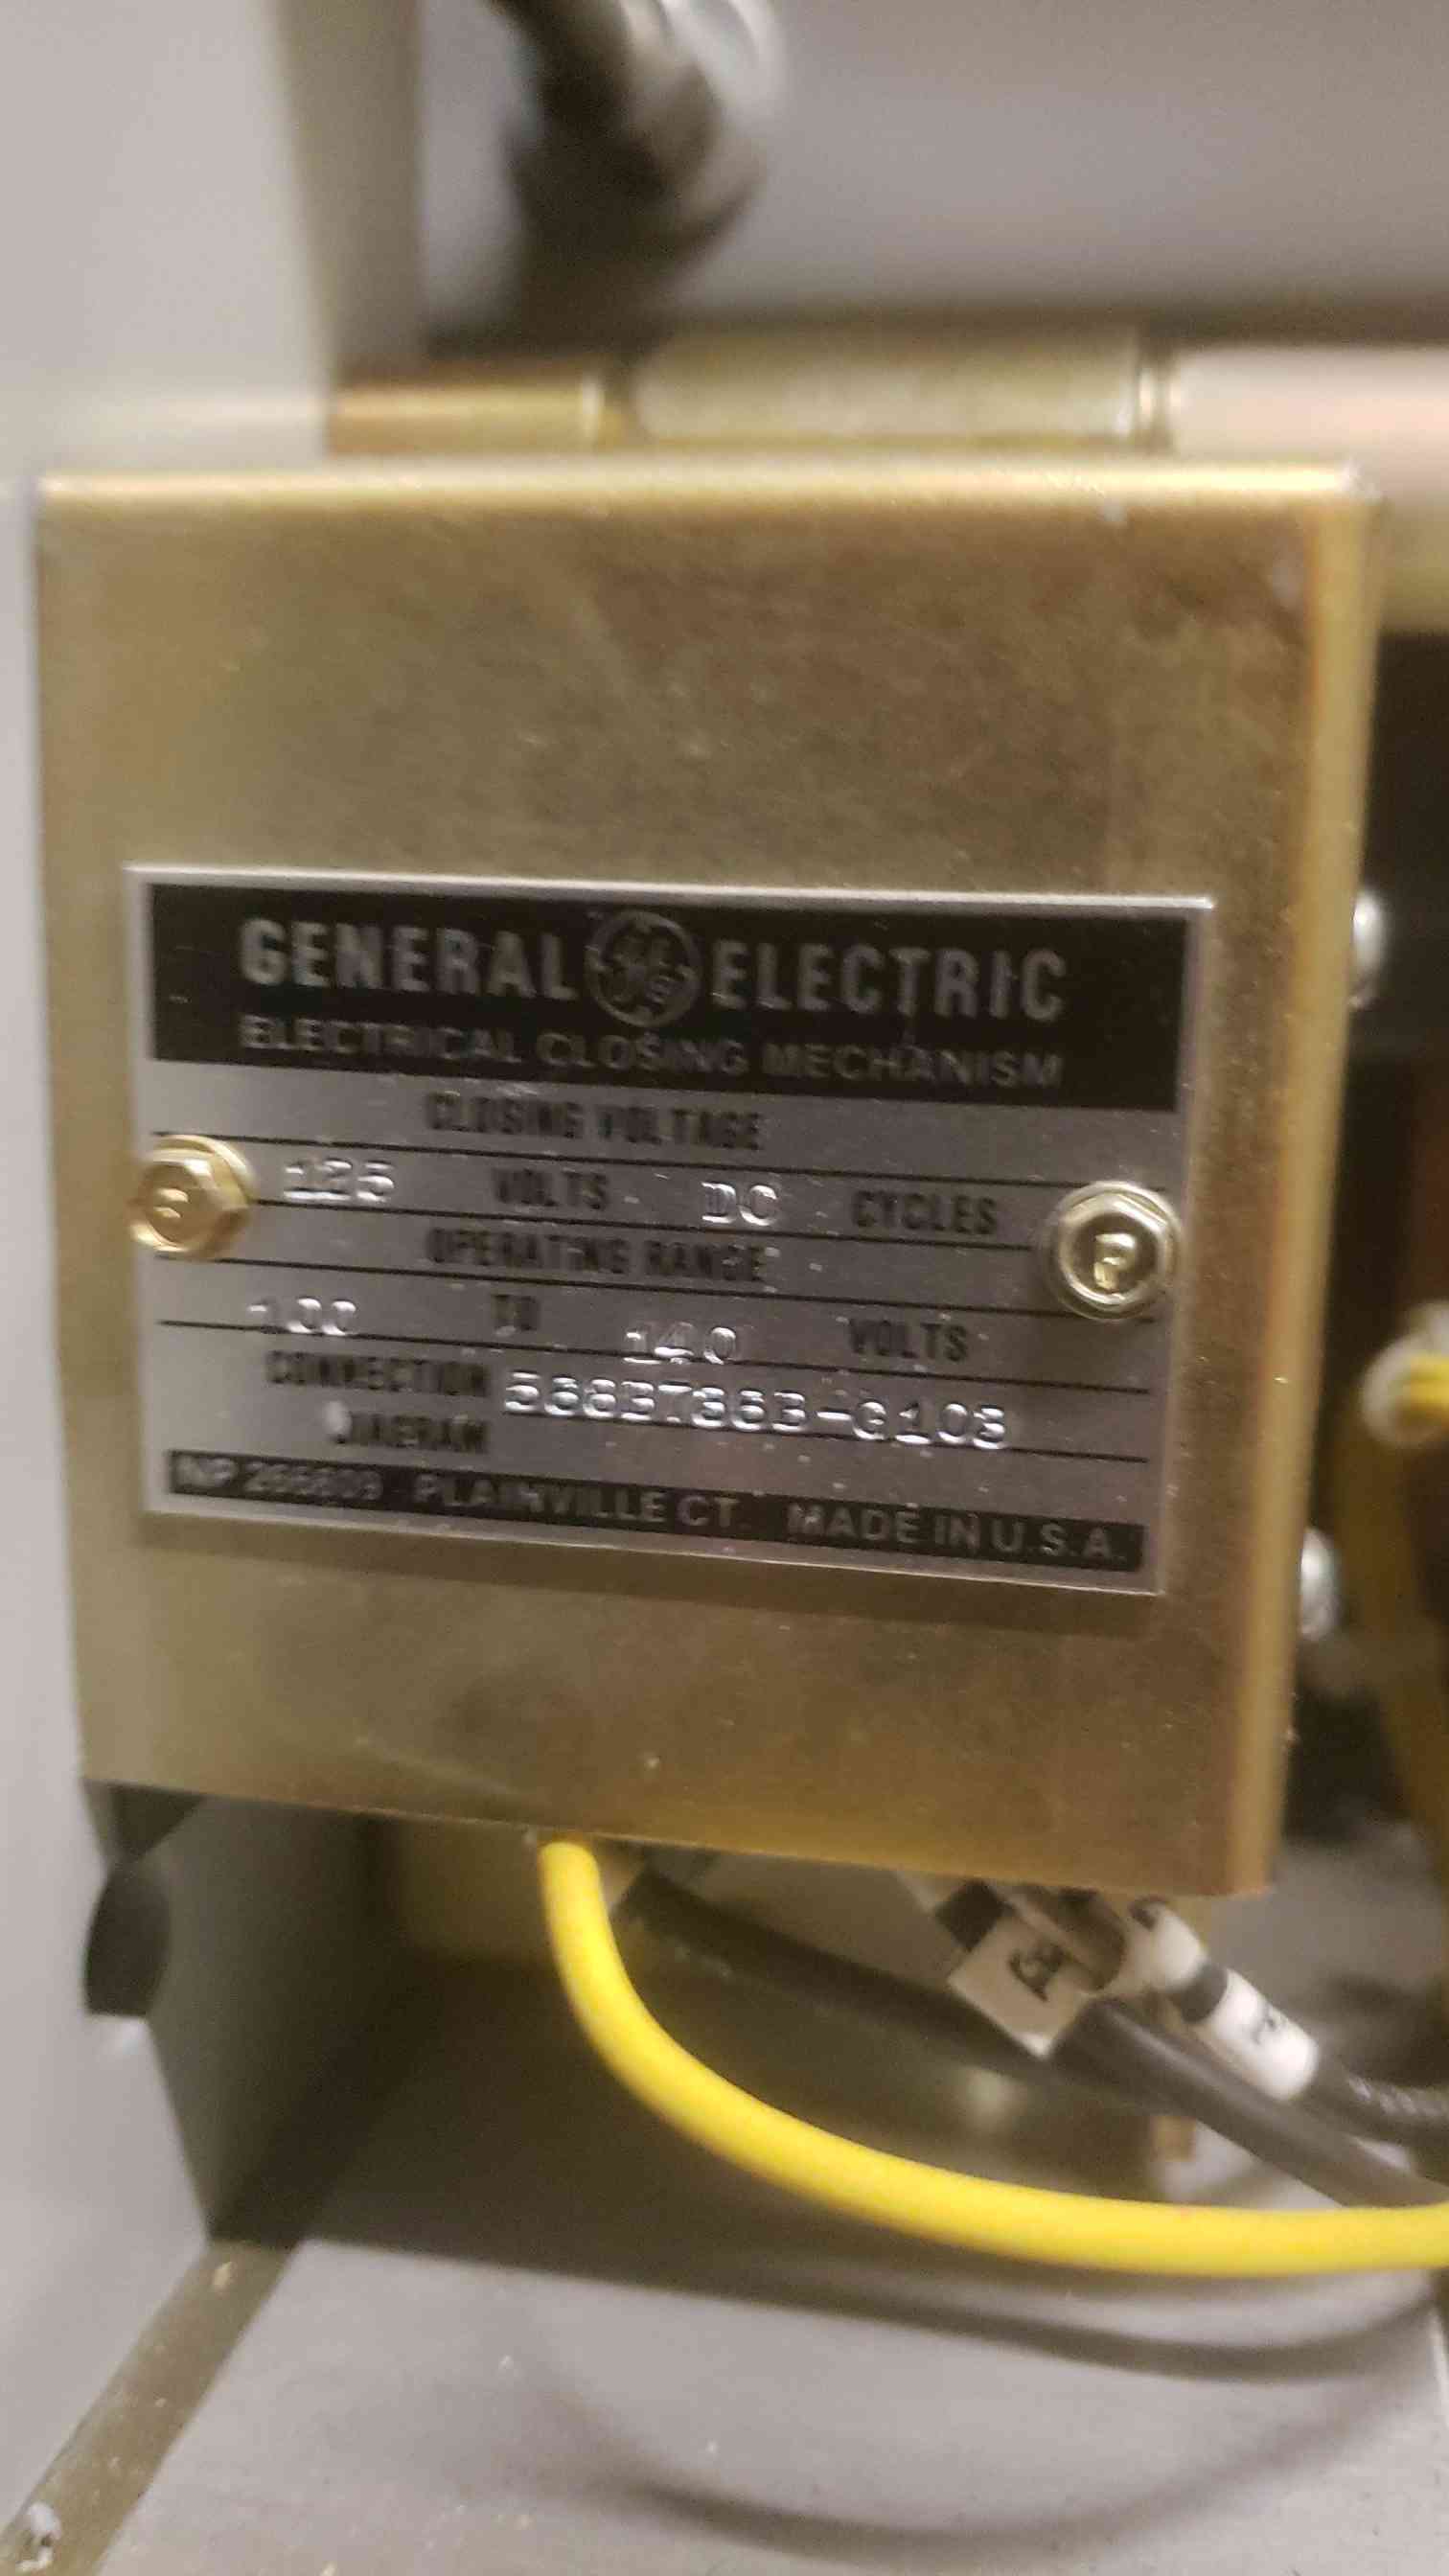 GENERAL GE ELECTRIC
ELECTRICAL CLOSING MECHANISM
CLOSING VOLTAGE
125 VOLTS DC CYCLES
OPERATING RANGE
100 TO 140 VOLTS
CONNECTION
DIAGRAM
PLAINVILLE CT. MADE IN U.S.A.